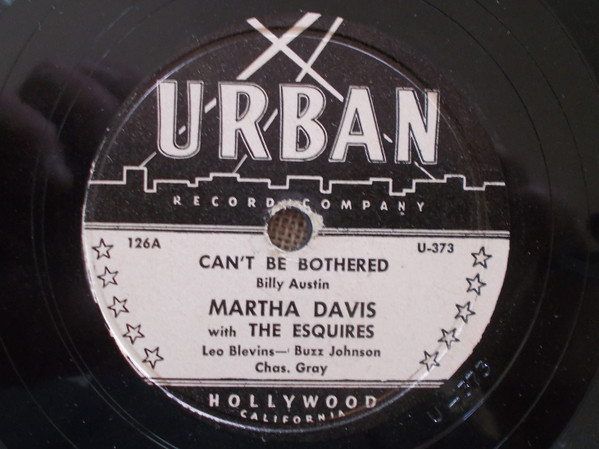 URBAN
RECORD COMPANY
126A U-373
CAN'T BE BOTHERED
Billy Austin
MARTHA DAVIS
with THE ESQUIRES
Leo Blevins— Buzz Johnson
Chas. Gray
HOLLYWOOD
CALIFORNIA
U-373